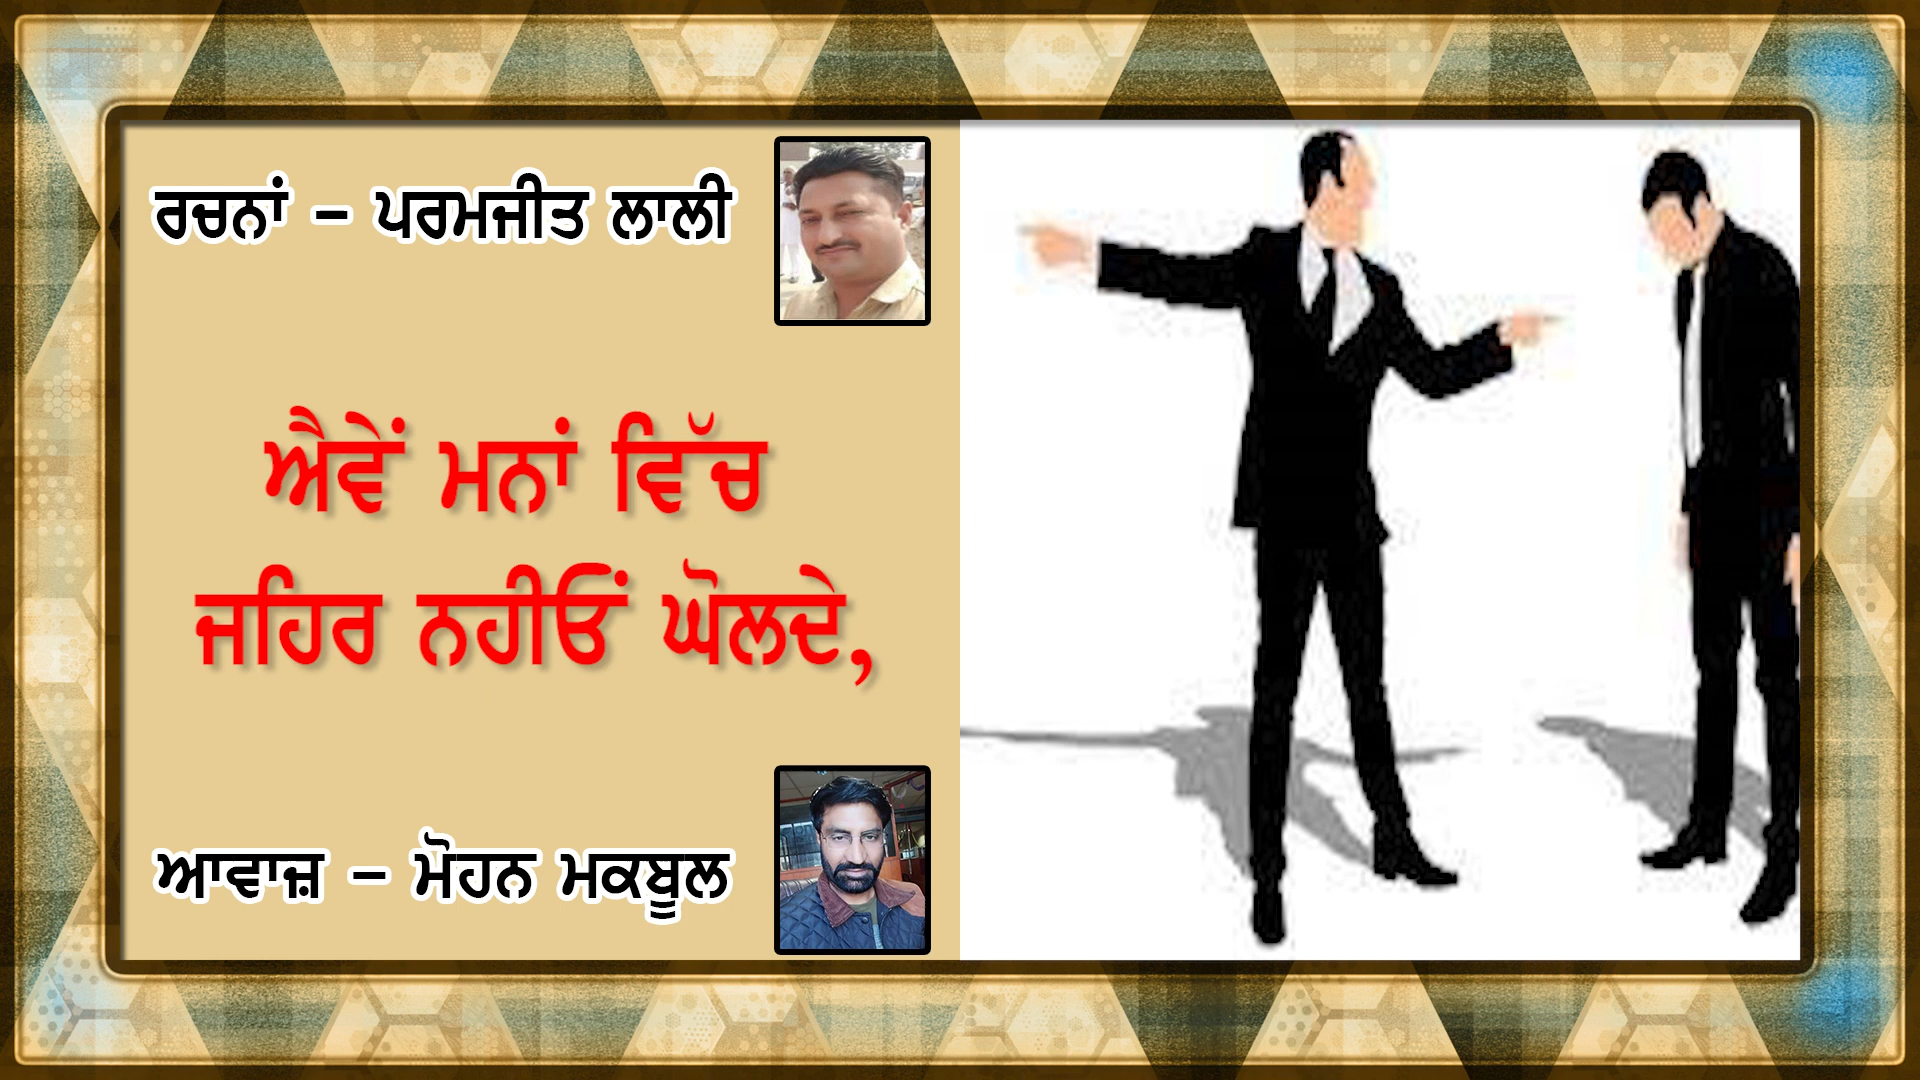 ਰਚਨਾਂ – ਪਰਮਜੀਤ ਲਾਲੀ
ਐਵੇਂ ਮਨਾਂ ਵਿੱਚ
ਜਹਿਰ ਨਹੀਓਂ ਘੋਲਦੇ,
ਆਵਾਜ਼ – ਮੋਹਨ ਮਕਬੂਲ